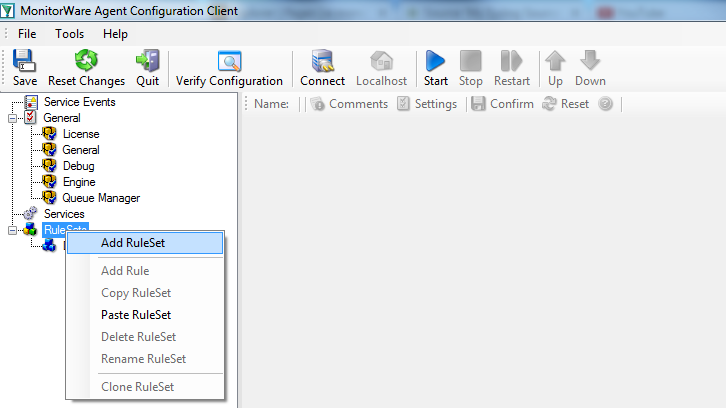 MonitorWare Agent Configuration Client
File Tools Help
Save Reset Changes Quit Verify Configuration Connect Localhost Start Stop Restart Up Down
Name: Comments Settings Confirm Reset
Service Events
General
License
General
Debug
Engine
Queue Manager
Services
RuleSets
Add RuleSet
Add Rule
Copy RuleSet
Paste RuleSet
Delete RuleSet
Rename RuleSet
Clone RuleSet